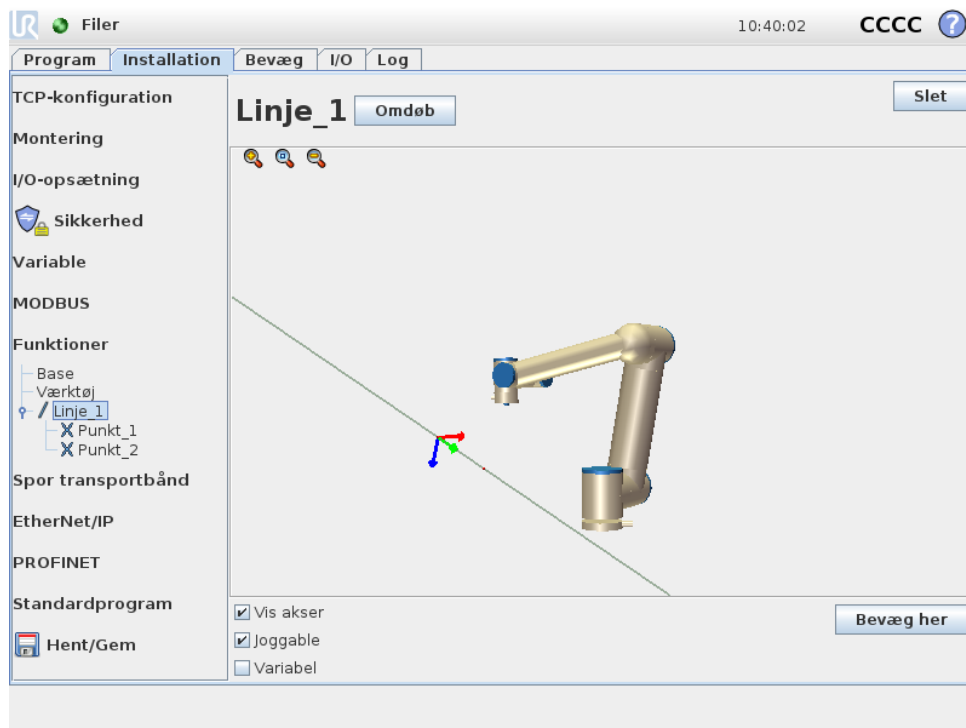 UR Filer 10:40:02 CCCC ?
Program Installation Bevæg I/O Log
TCP-konfiguration
Montering
I/O-opsætning
Sikkerhed
Variable
MODBUS
Funktioner
Base
Værktøj
Linje_1
Punkt_1
Punkt_2
Spor transportbånd
EtherNet/IP
PROFINET
Standardprogram
Hent/Gem
Linje_1 Omdøb Slet
Vis akser
Joggable
Variabel
Bevæg her